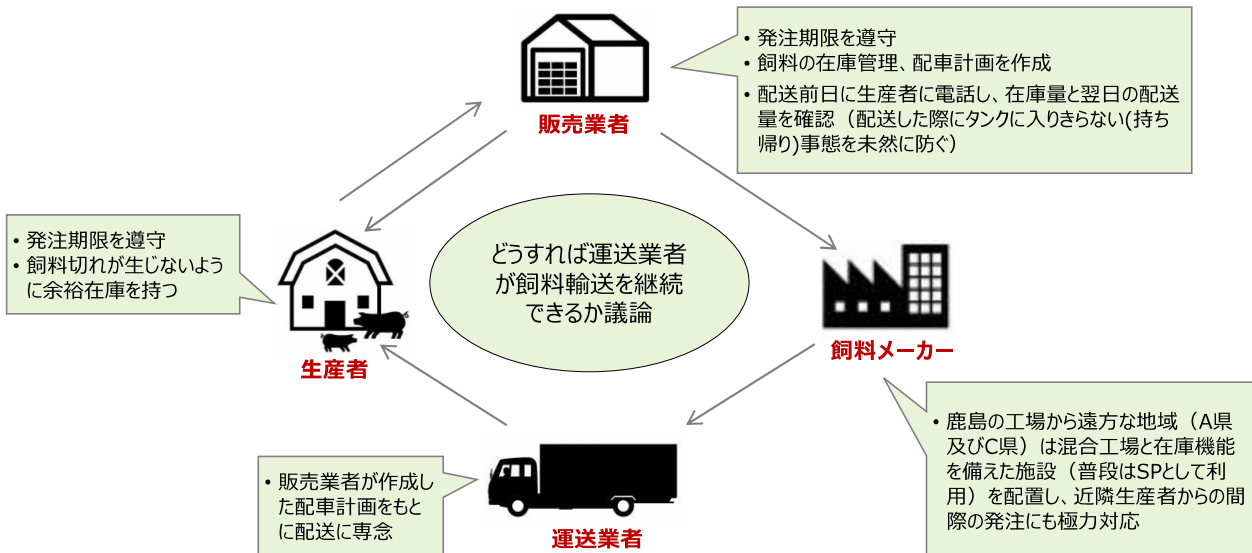 • 発注期限を遵守
• 飼料の在庫管理、配車計画を作成
• 配送前日に生産者に電話し、在庫量と翌日の配送
量を確認（配送した際にタンクに入りきらない(持ち
帰り)事態を未然に防ぐ）
販売業者
• 発注期限を遵守
• 飼料切れが生じないよう
に余裕在庫を持つ
どうすれば運送業者
が飼料輸送を継続
できるか議論
生産者
飼料メーカー
• 鹿島の工場から遠方な地域（A県
及びC県）は混合工場と在庫機能
を備えた施設（普段はSPとして利
用）を配置し、近隣生産者からの間
際の発注にも極力対応
• 販売業者が作成し
た配車計画をもと
に配送に専念
運送業者